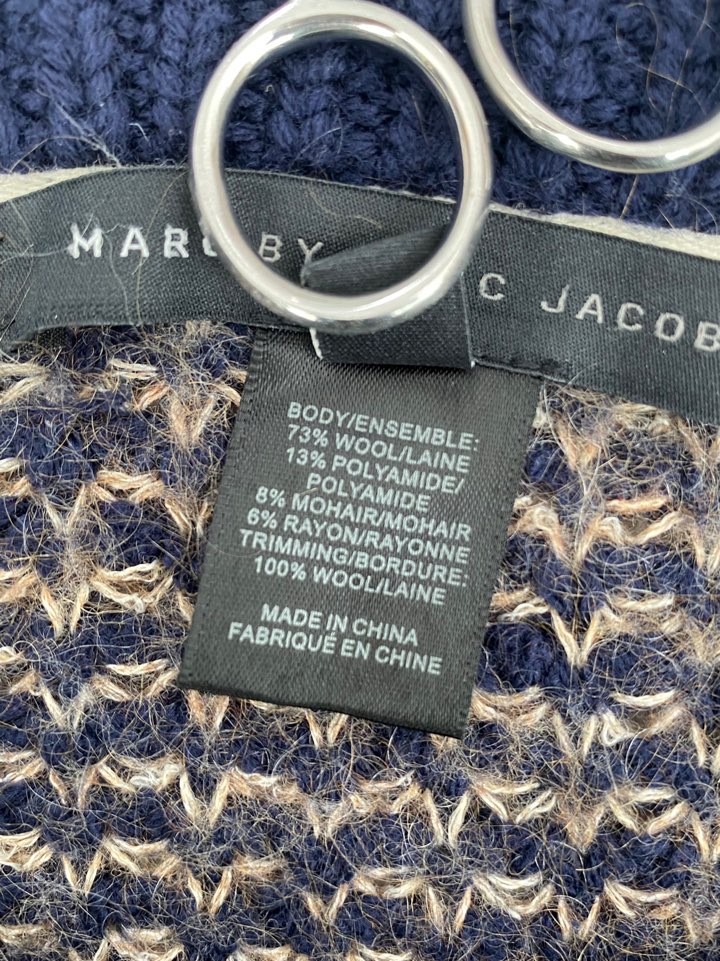 MARC BY C JACOB
BODY/ENSEMBLE:
73% WOOL/LAINE
13% POLYAMIDE/
POLYAMIDE
8% MOHAIR/MOHAIR
6% RAYON/RAYONNE
TRIMMING/BORDURE:
100% WOOL/LAINE
MADE IN CHINA
FABRIQUÉ EN CHINE